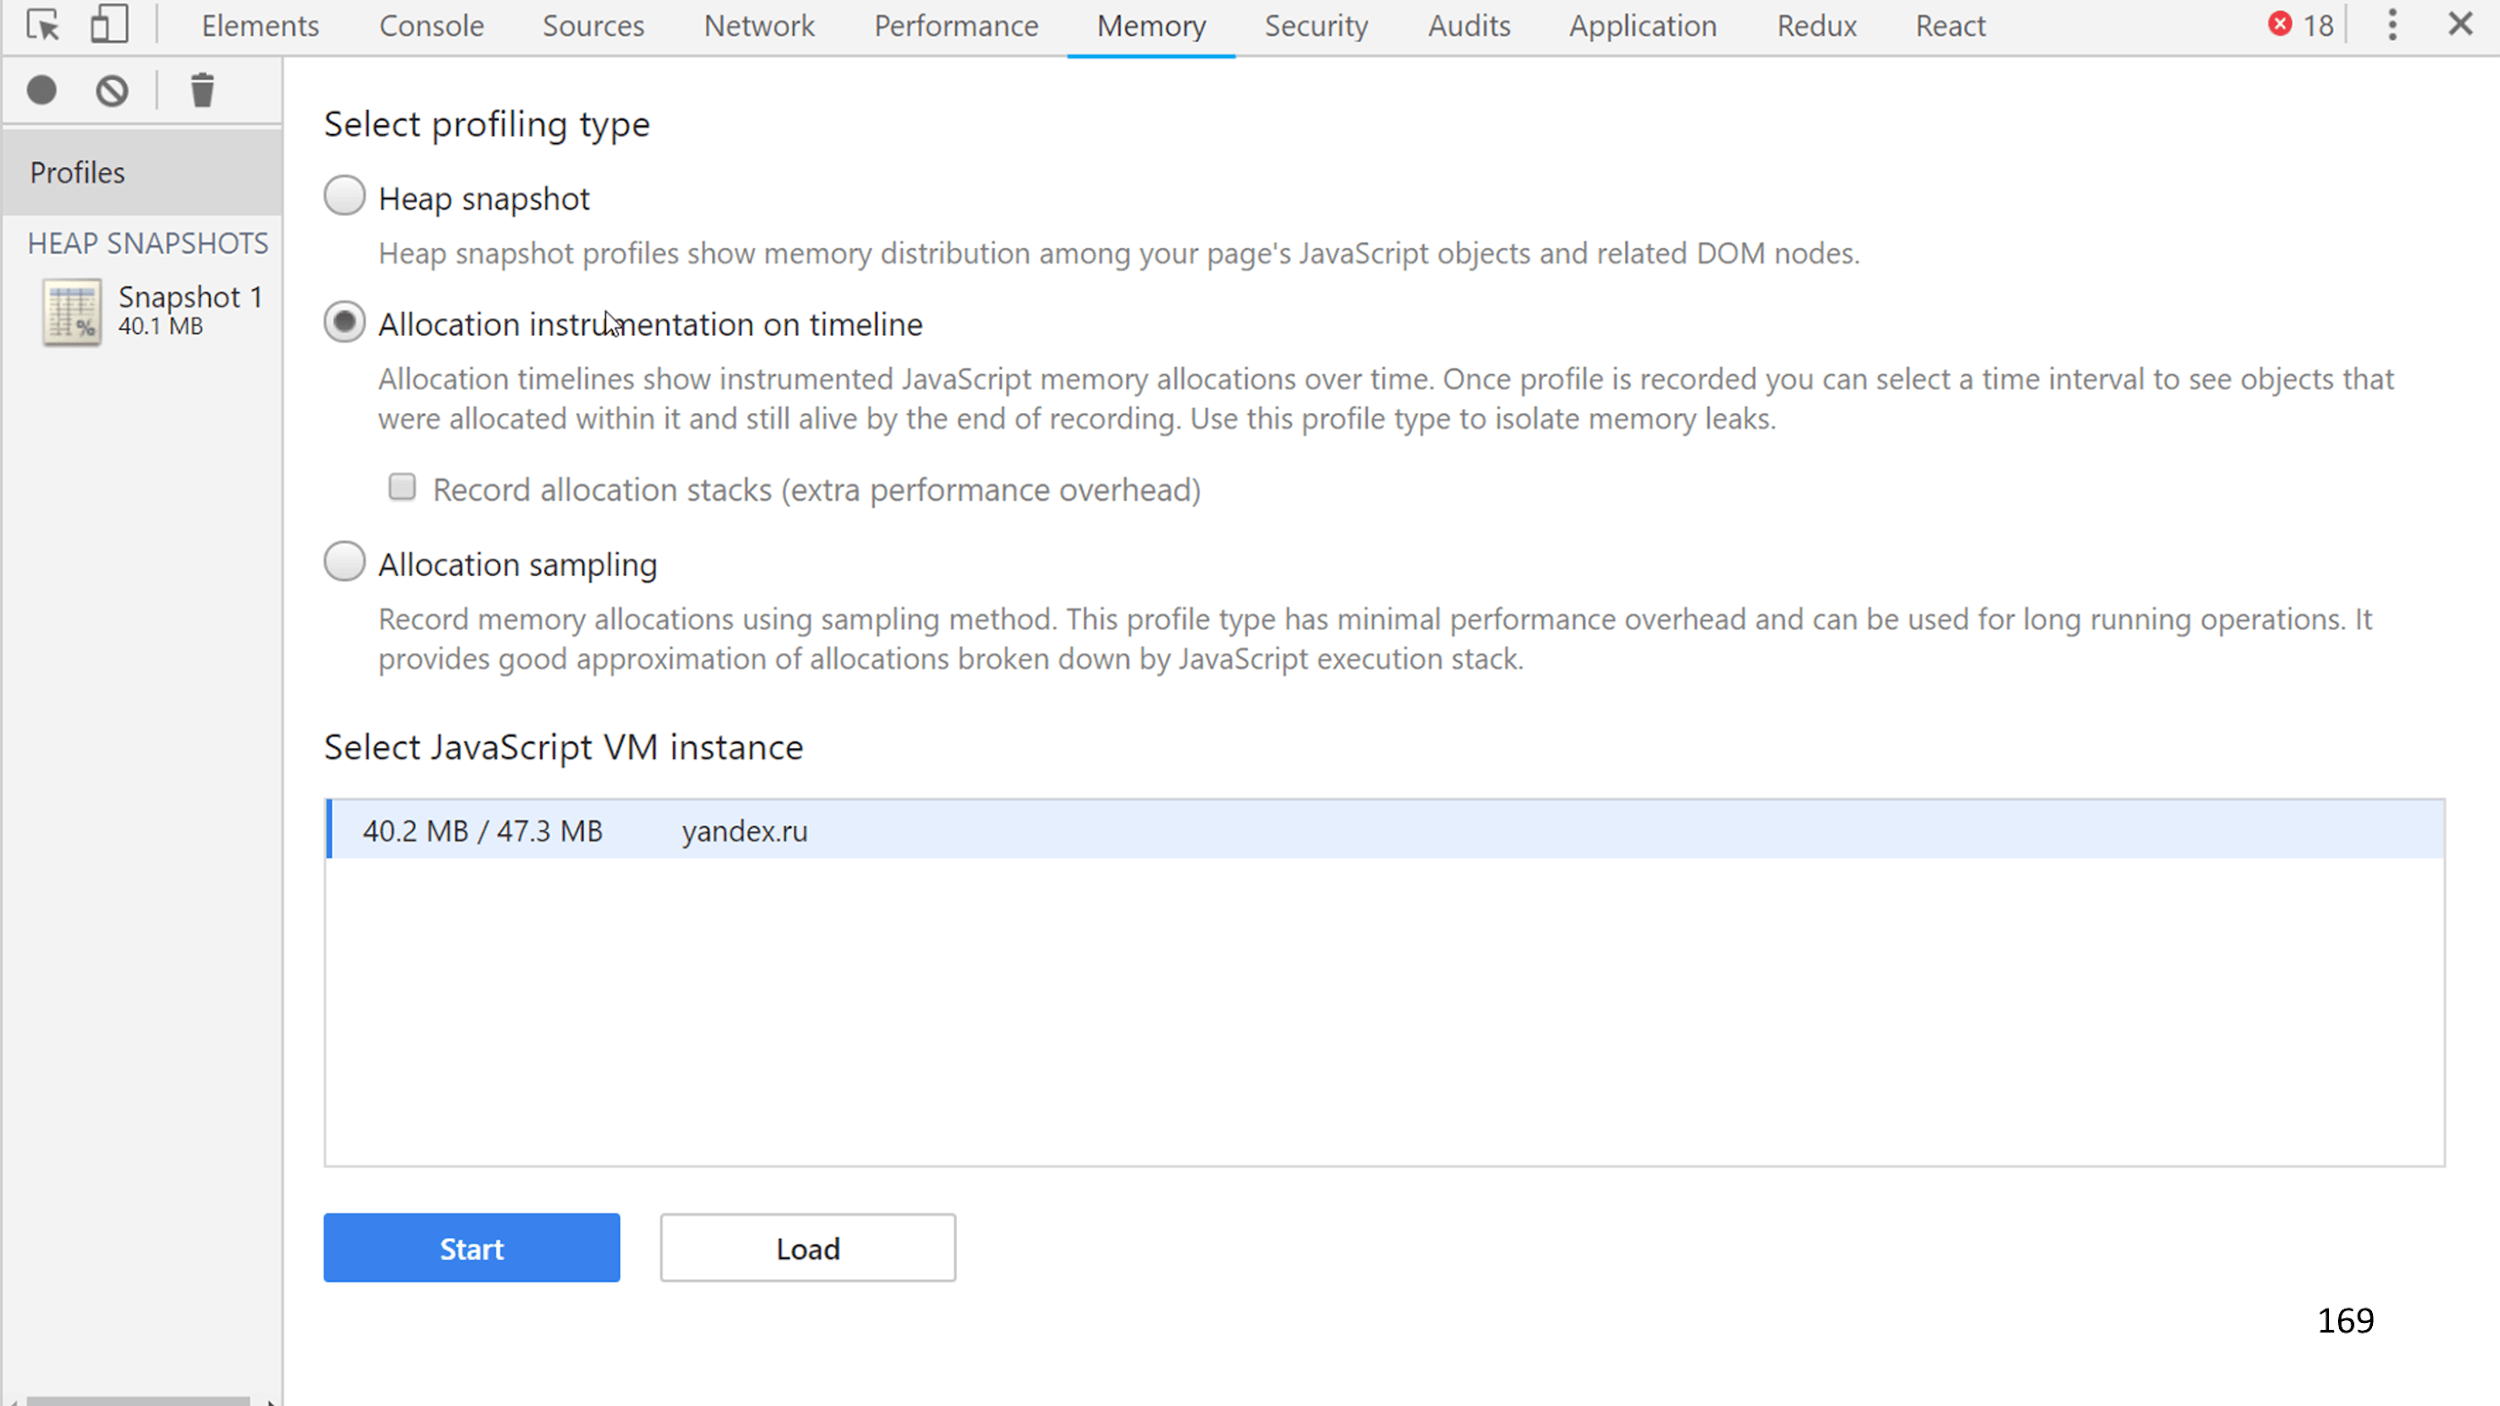 Elements Console Sources Network Performance Memory Security Audits Application Redux React 18
Profiles
HEAP SNAPSHOTS
Snapshot 1
40.1 MB
Select profiling type
Heap snapshot
Heap snapshot profiles show memory distribution among your page's JavaScript objects and related DOM nodes.
Allocation instrumentation on timeline
Allocation timelines show instrumented JavaScript memory allocations over time. Once profile is recorded you can select a time interval to see objects that
were allocated within it and still alive by the end of recording. Use this profile type to isolate memory leaks.
Record allocation stacks (extra performance overhead)
Allocation sampling
Record memory allocations using sampling method. This profile type has minimal performance overhead and can be used for long running operations. It
provides good approximation of allocations broken down by JavaScript execution stack.
Select JavaScript VM instance
40.2 MB / 47.3 MB yandex.ru
Start Load
169